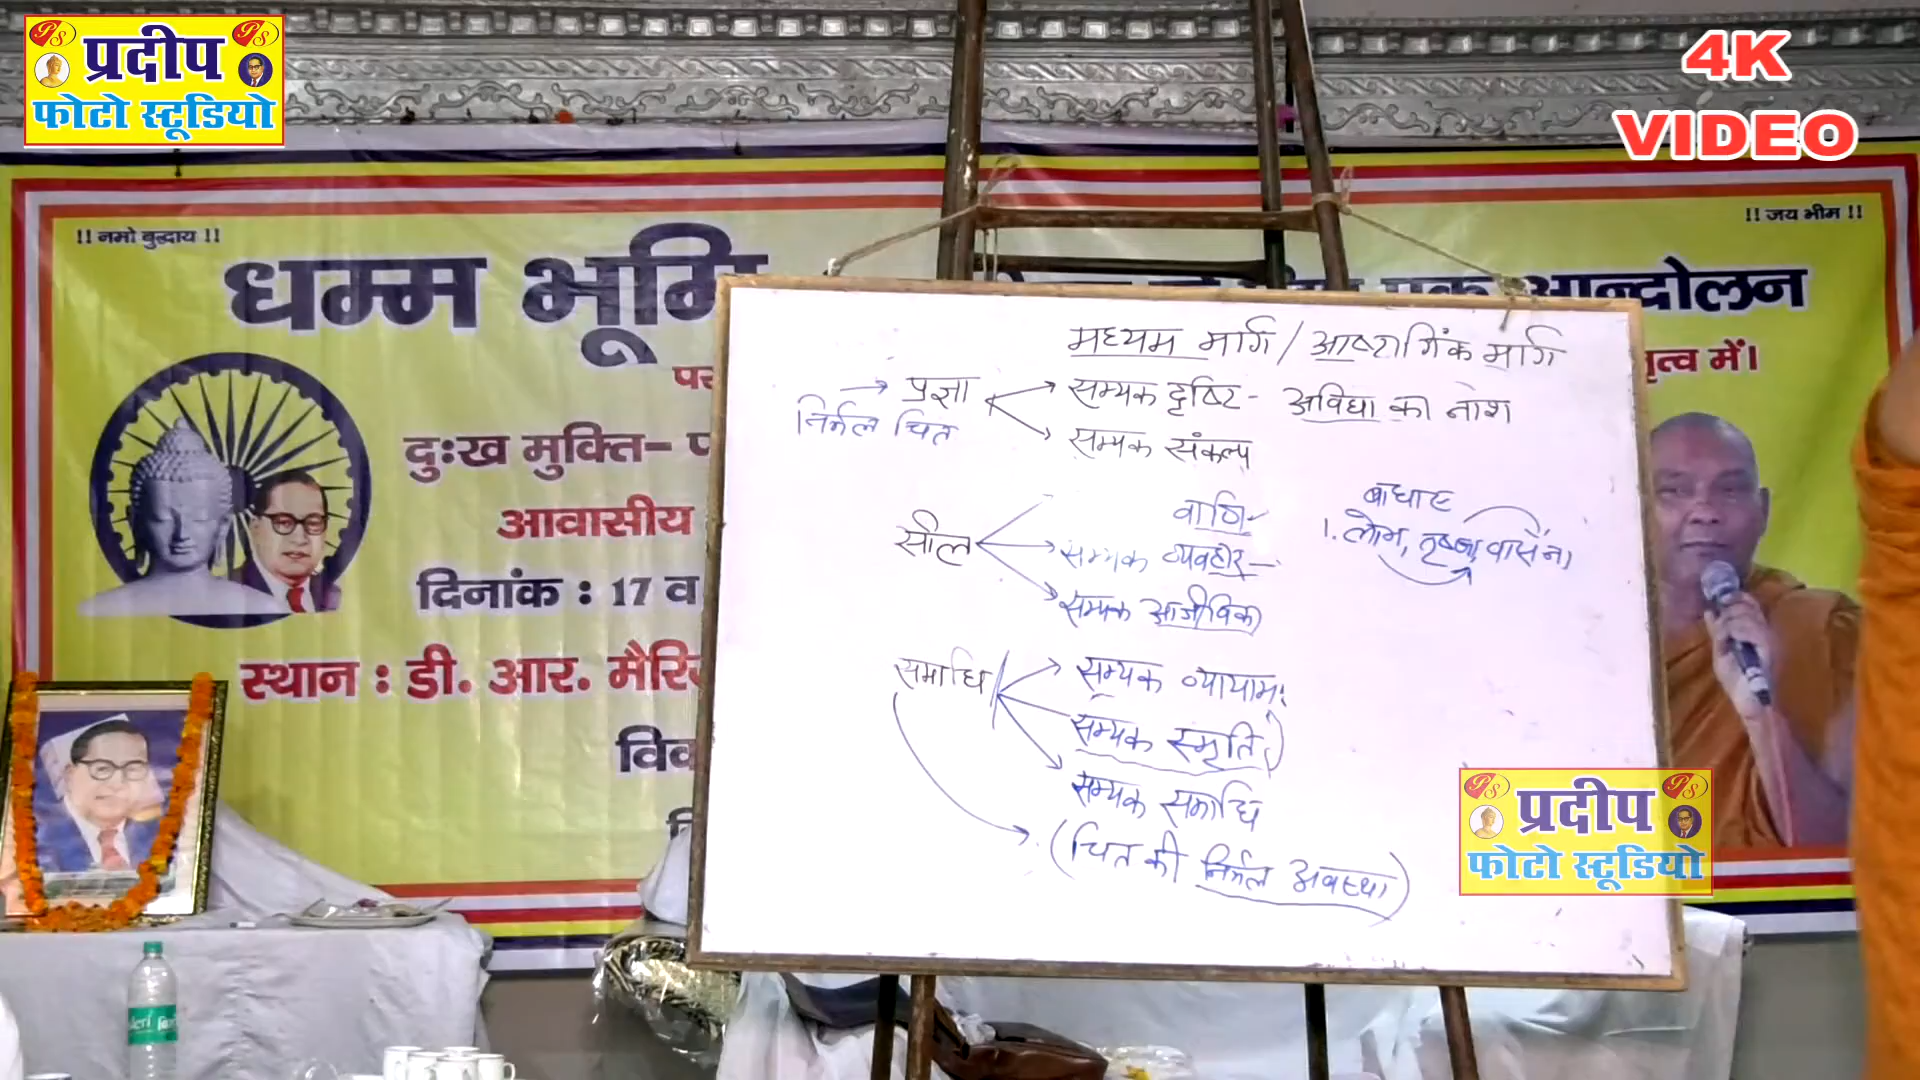 प्रदीप
फोटो स्टूडियो
4K
VIDEO
!! नमो बुद्धाय !!
!! जय भीम !!
धम्म भूमि
एक आन्दोलन
में।
दुःख मुक्ति-
आवासीय
दिनांक : 17 व
स्थान : डी. आर.
मध्यम मार्ग / आष्टांगिक मार्ग
→ प्रज्ञा
निर्मल चित
सम्यक दृष्टि - अविद्या का नाश
सम्यक संकल्प
सील
वाणि
सम्यक व्यवहार -
सम्यक आजीविका
बाधाए
1. लोभ, तृष्णा, वासना
समाधि
सम्यक व्यायाम
सम्यक स्मृति
सम्यक समाधि
(चित की निर्मल अवस्था)
प्रदीप
फोटो स्टूडियो